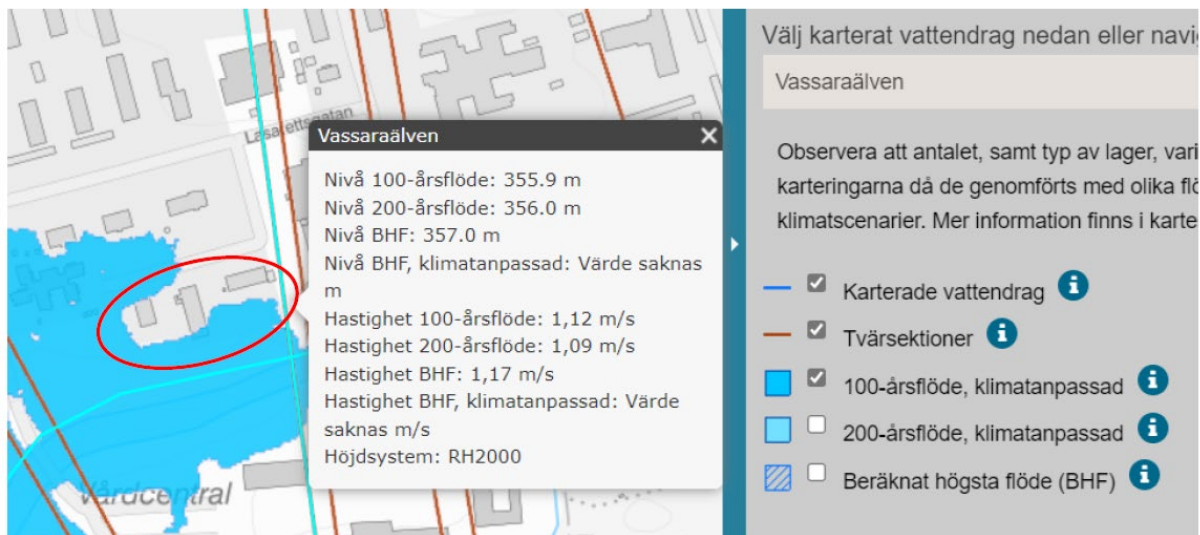 Lasarettsgatan
Vårdcentral
Vassaraälven
Nivå 100-årsflöde: 355.9 m
Nivå 200-årsflöde: 356.0 m
Nivå BHF: 357.0 m
Nivå BHF, klimatanpassad: Värde saknas
m
Hastighet 100-årsflöde: 1,12 m/s
Hastighet 200-årsflöde: 1,09 m/s
Hastighet BHF: 1,17 m/s
Hastighet BHF, klimatanpassad: Värde
saknas m/s
Höjdsystem: RH2000
Välj karterat vattendrag nedan eller navi
Vassaraälven
Observera att antalet, samt typ av lager, vari
karteringarna då de genomförts med olika flö
klimatscenarier. Mer information finns i karte
Karterade vattendrag
Tvärsektioner
100-årsflöde, klimatanpassad
200-årsflöde, klimatanpassad
Beräknat högsta flöde (BHF)